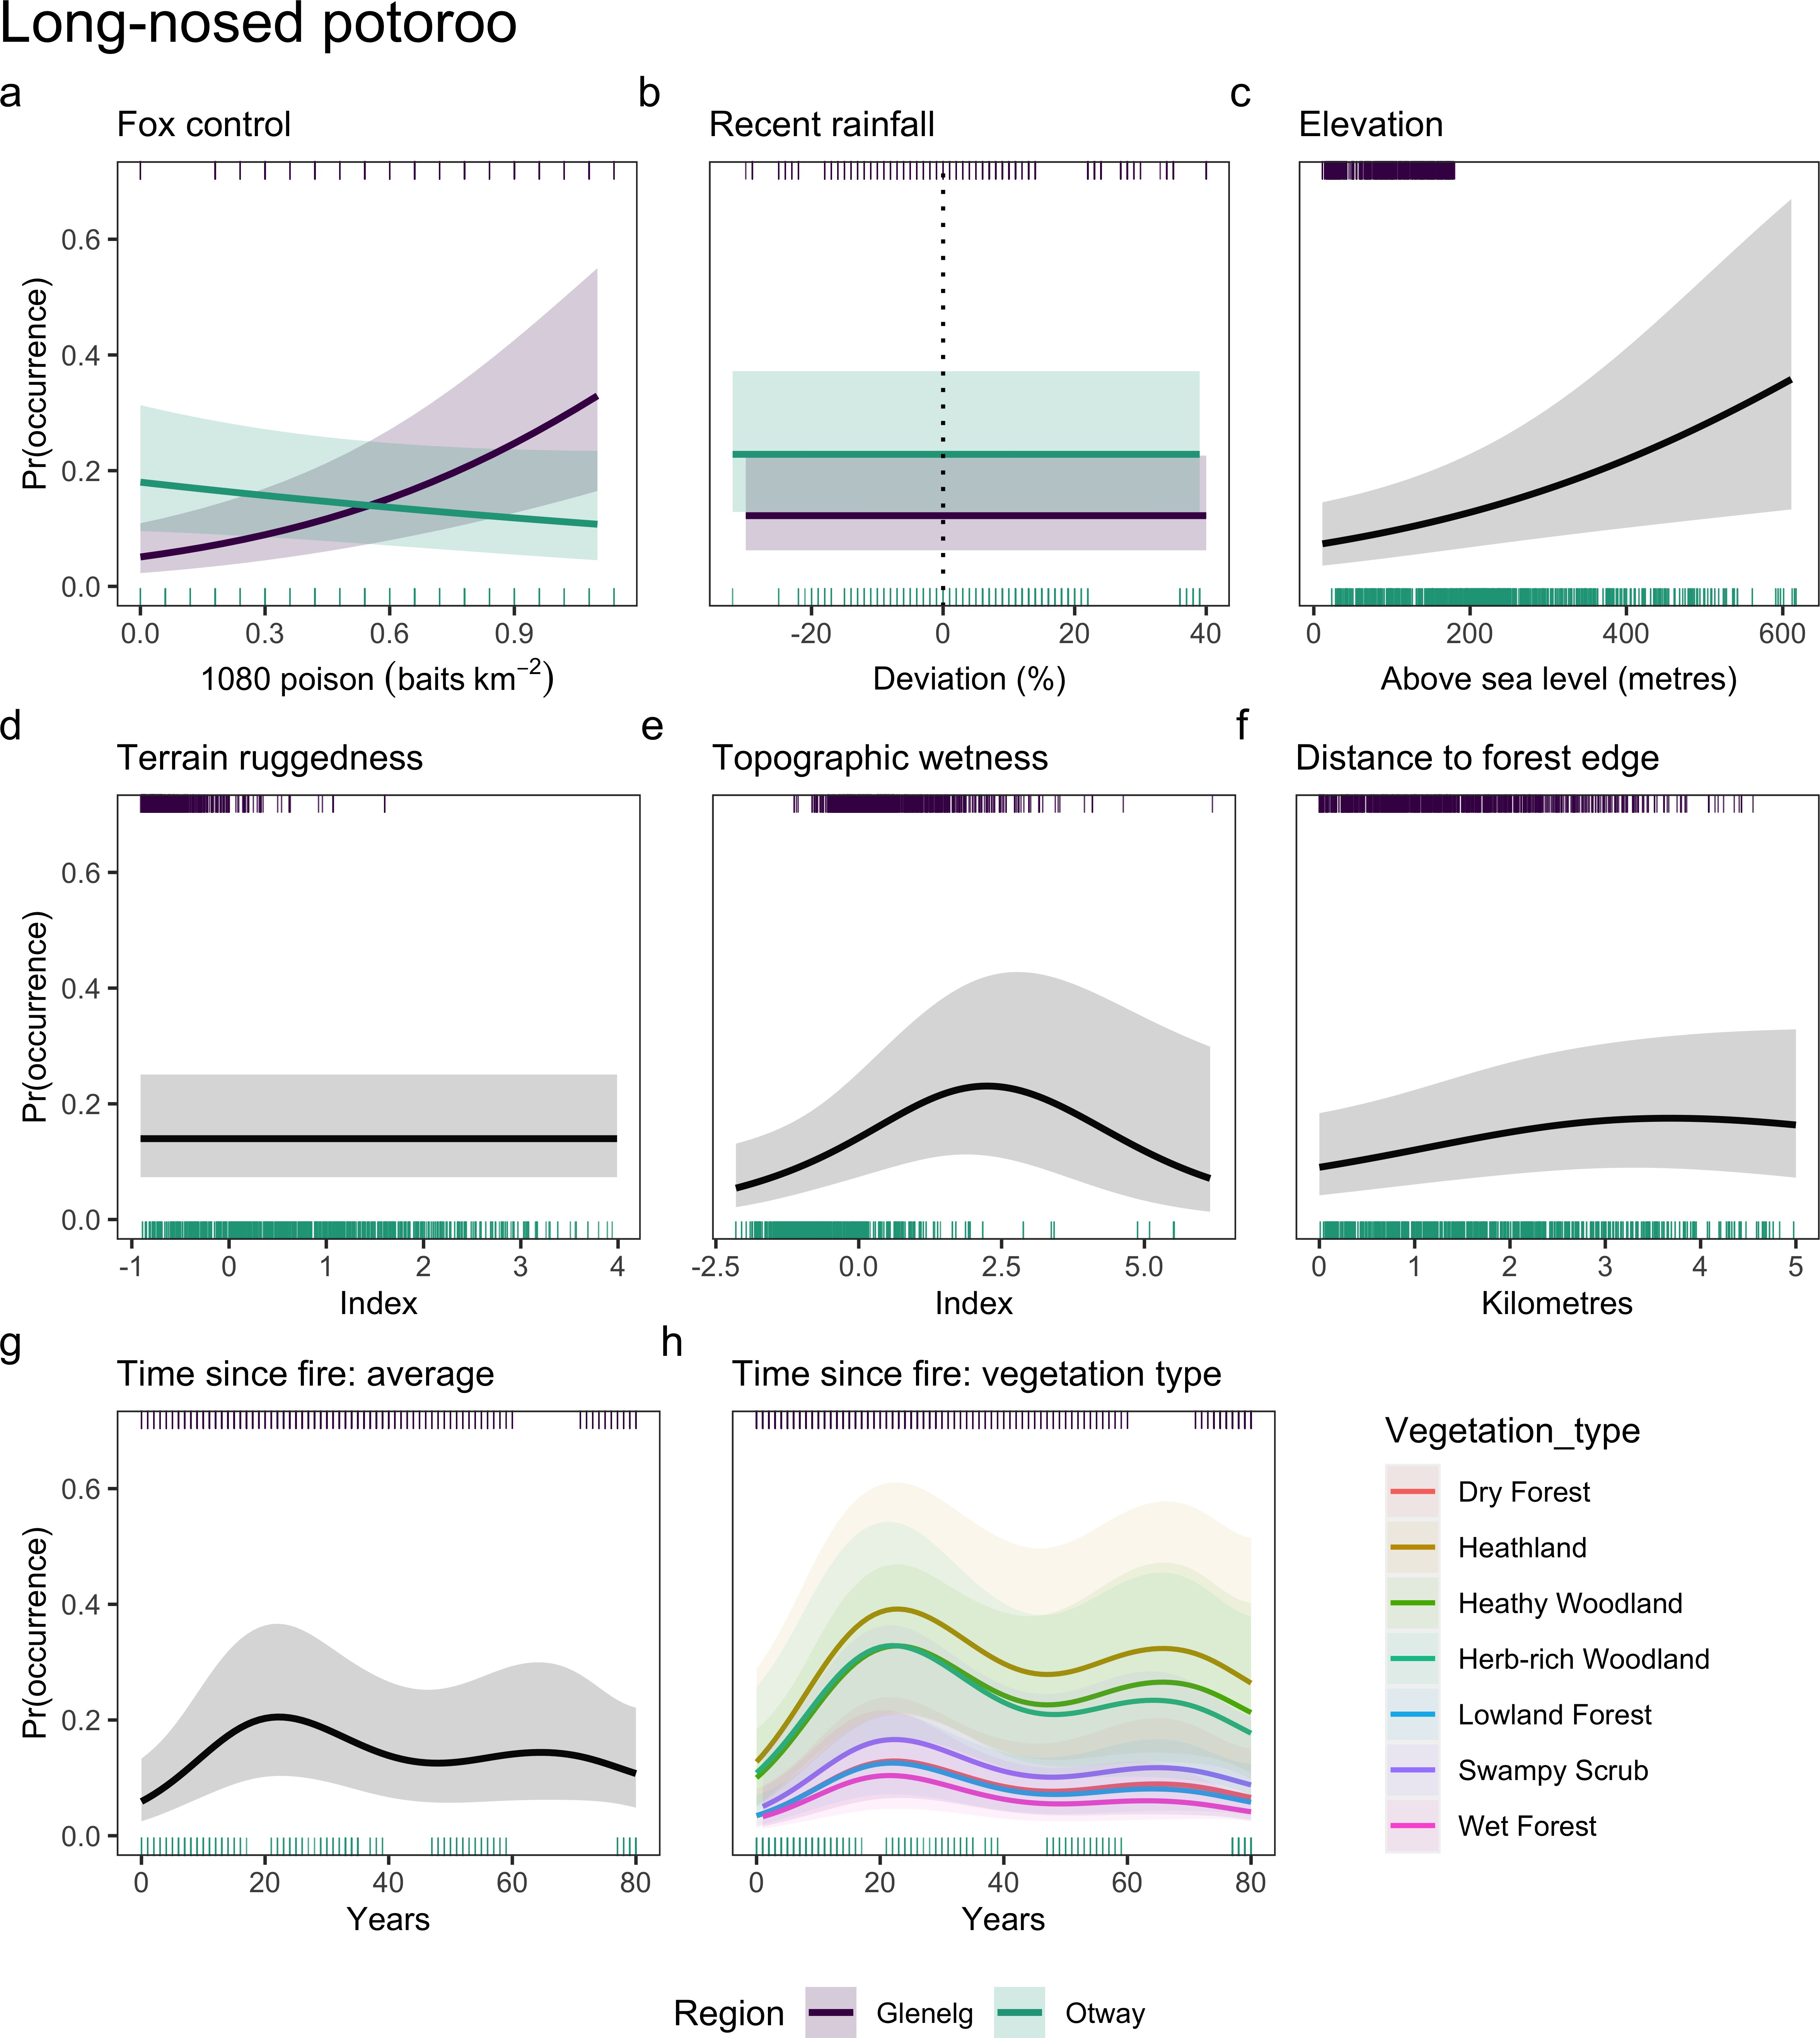 Long-nosed potoroo
a b c
Fox control Recent rainfall Elevation
Pr(occurrence)
0.6
0.4
0.2
0.0
0.0 0.3 0.6 0.9
1080 poison (baits km⁻²)
-20 0 20 40
Deviation (%)
0 200 400 600
Above sea level (metres)
d e f
Terrain ruggedness Topographic wetness Distance to forest edge
Pr(occurrence)
0.6
0.4
0.2
0.0
-1 0 1 2 3 4
Index
-2.5 0.0 2.5 5.0
Index
0 1 2 3 4 5
Kilometres
g h
Time since fire: average Time since fire: vegetation type
Pr(occurrence)
0.6
0.4
0.2
0.0
0 20 40 60 80
Years
0 20 40 60 80
Years
Vegetation_type
Dry Forest
Heathland
Heathy Woodland
Herb-rich Woodland
Lowland Forest
Swampy Scrub
Wet Forest
Region Glenelg Otway